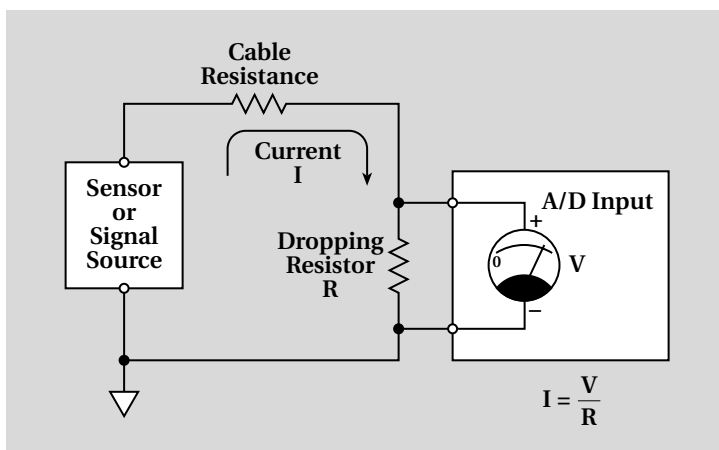 Cable
Resistance
Current
I
Sensor
or
Signal
Source
Dropping
Resistor
R
A/D Input
+
0
V
−
I = V
R